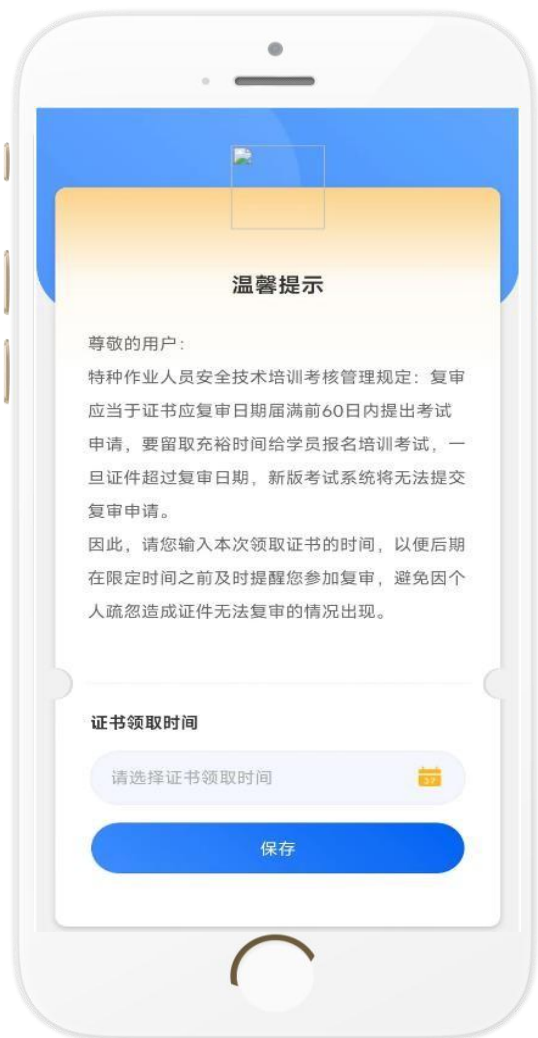 温馨提示
尊敬的用户：
特种作业人员安全技术培训考核管理规定：复审
应当于证书应复审日期届满前60日内提出考试
申请，要留取充裕时间给学员报名培训考试，一
旦证件超过复审日期，新版考试系统将无法提交
复审申请。
因此，请您输入本次领取证书的时间，以便后期
在限定时间之前及时提醒您参加复审，避免因个
人疏忽造成证件无法复审的情况出现。
证书领取时间
请选择证书领取时间
保存